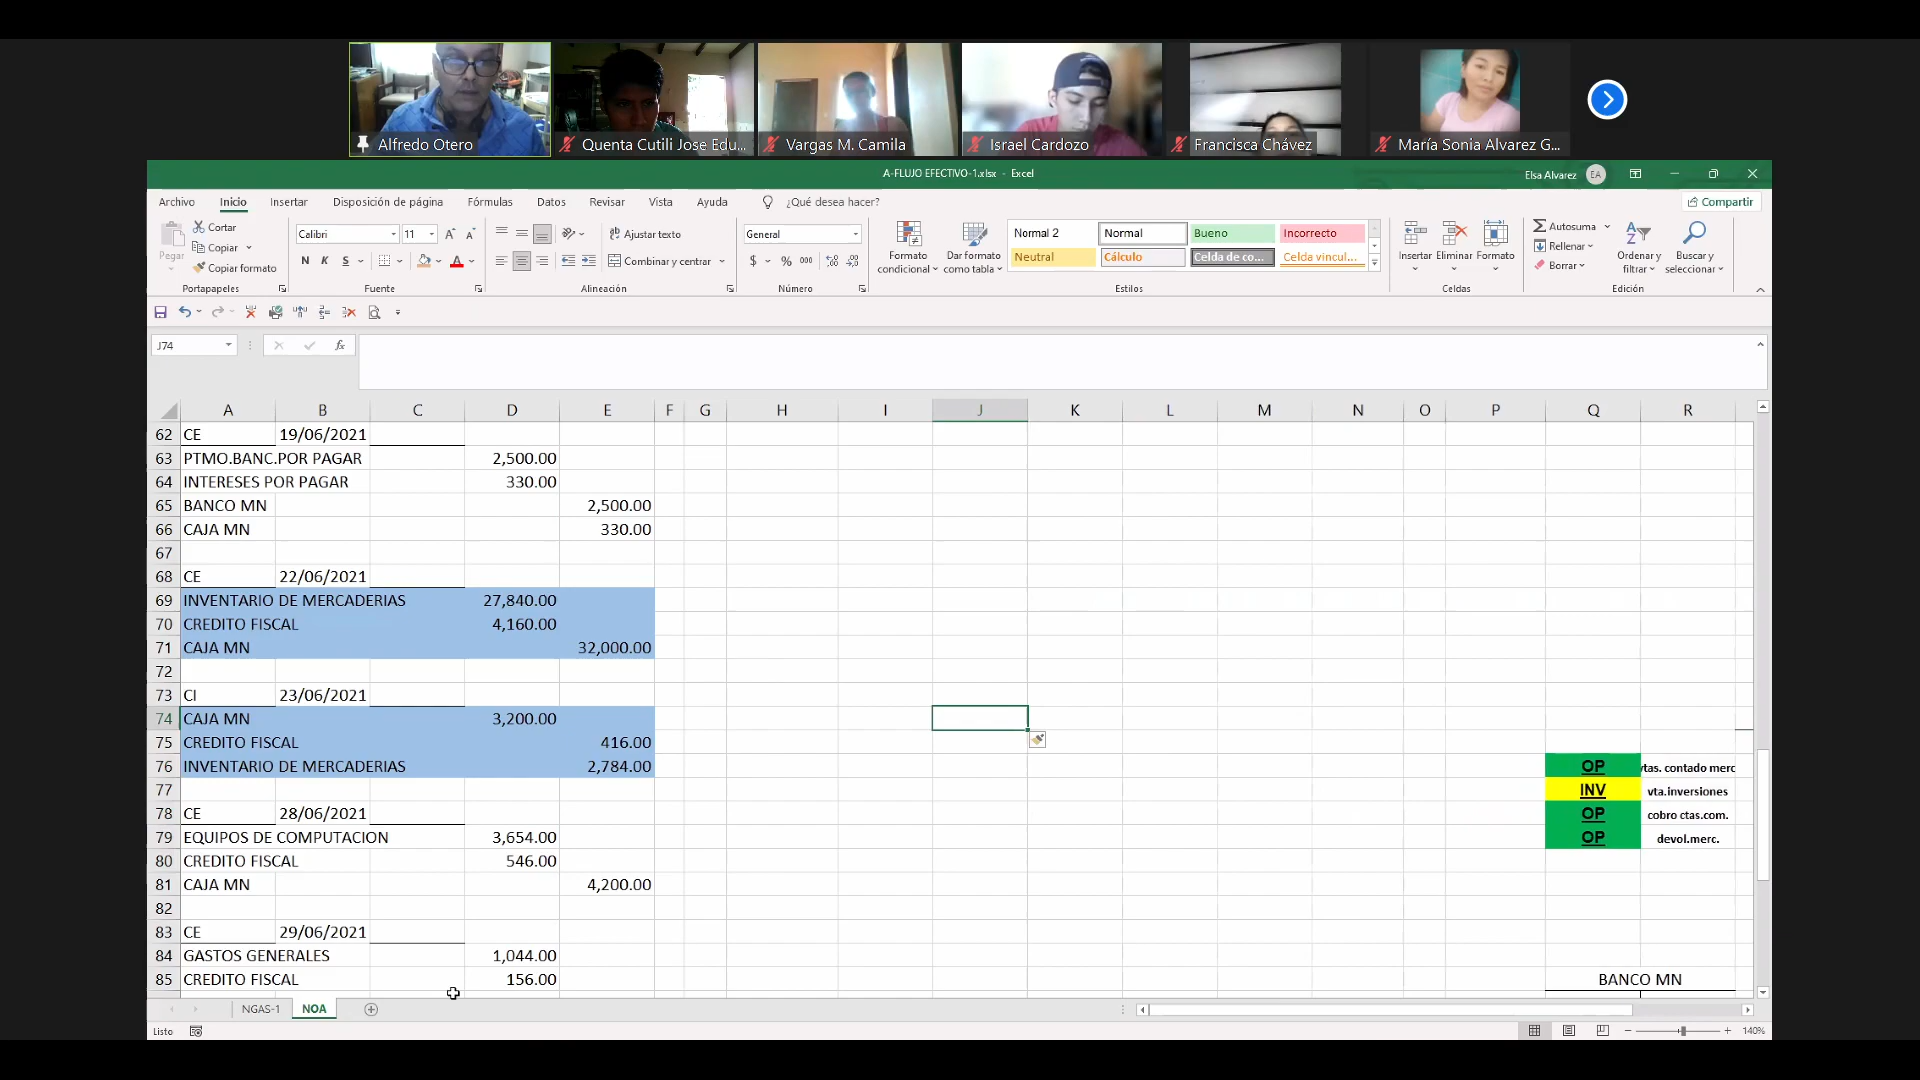 Alfredo Otero
Quenta Cutili Jose Edu...
Vargas M. Camila
Israel Cardozo
Francisca Chávez
María Sonia Alvarez G...
A-FLUJO EFECTIVO-1.xlsx - Excel
Elsa Alvarez
EA
Archivo Inicio Insertar Disposición de página Fórmulas Datos Revisar Vista Ayuda ¿Qué desea hacer?
Compartir
Pegar
Cortar
Copiar
Copiar formato
Portapapeles
Calibri 11
N K S
Fuente
Ajustar texto
Combinar y centrar
Alineación
General
$ % 000
Número
Formato condicional
Dar formato como tabla
Normal 2 Normal Bueno Incorrecto
Neutral Cálculo Celda de co... Celda vincul...
Estilos
Insertar Eliminar Formato
Celdas
Autosuma
Rellenar
Borrar
Ordenar y filtrar
Buscar y seleccionar
Edición
J74
fx
A B C D E F G H I J K L M N O P Q R
62 CE 19/06/2021
63 PTMO.BANC.POR PAGAR 2,500.00
64 INTERESES POR PAGAR 330.00
65 BANCO MN 2,500.00
66 CAJA MN 330.00
67
68 CE 22/06/2021
69 INVENTARIO DE MERCADERIAS 27,840.00
70 CREDITO FISCAL 4,160.00
71 CAJA MN 32,000.00
72
73 CI 23/06/2021
74 CAJA MN 3,200.00
75 CREDITO FISCAL 416.00
76 INVENTARIO DE MERCADERIAS 2,784.00 OP vtas. contado merc
77 INV vta.inversiones
78 CE 28/06/2021 OP cobro ctas.com.
79 EQUIPOS DE COMPUTACION 3,654.00 OP devol.merc.
80 CREDITO FISCAL 546.00
81 CAJA MN 4,200.00
82
83 CE 29/06/2021
84 GASTOS GENERALES 1,044.00
85 CREDITO FISCAL 156.00 BANCO MN
NGAS-1 NOA
Listo
140%